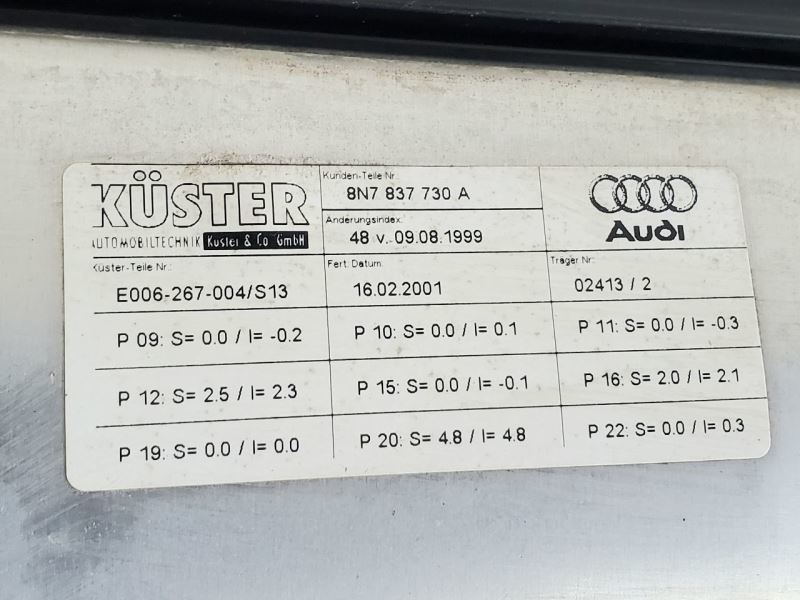 KÜSTER
AUTOMOBILTECHNIK Küster & Co. GmbH
Kunden-Teile Nr.
8N7 837 730 A
Änderungsindex:
48 v. 09.08.1999
Audi
Küster-Teile Nr.:
E006-267-004/S13
Fert. Datum:
16.02.2001
Träger Nr:
02413 / 2
P 09: S= 0.0 / I= -0.2
P 10: S= 0.0 / I= 0.1
P 11: S= 0.0 / I= -0.3
P 12: S= 2.5 / I= 2.3
P 15: S= 0.0 / I= -0.1
P 16: S= 2.0 / I= 2.1
P 19: S= 0.0 / I= 0.0
P 20: S= 4.8 / I= 4.8
P 22: S= 0.0 / I= 0.3